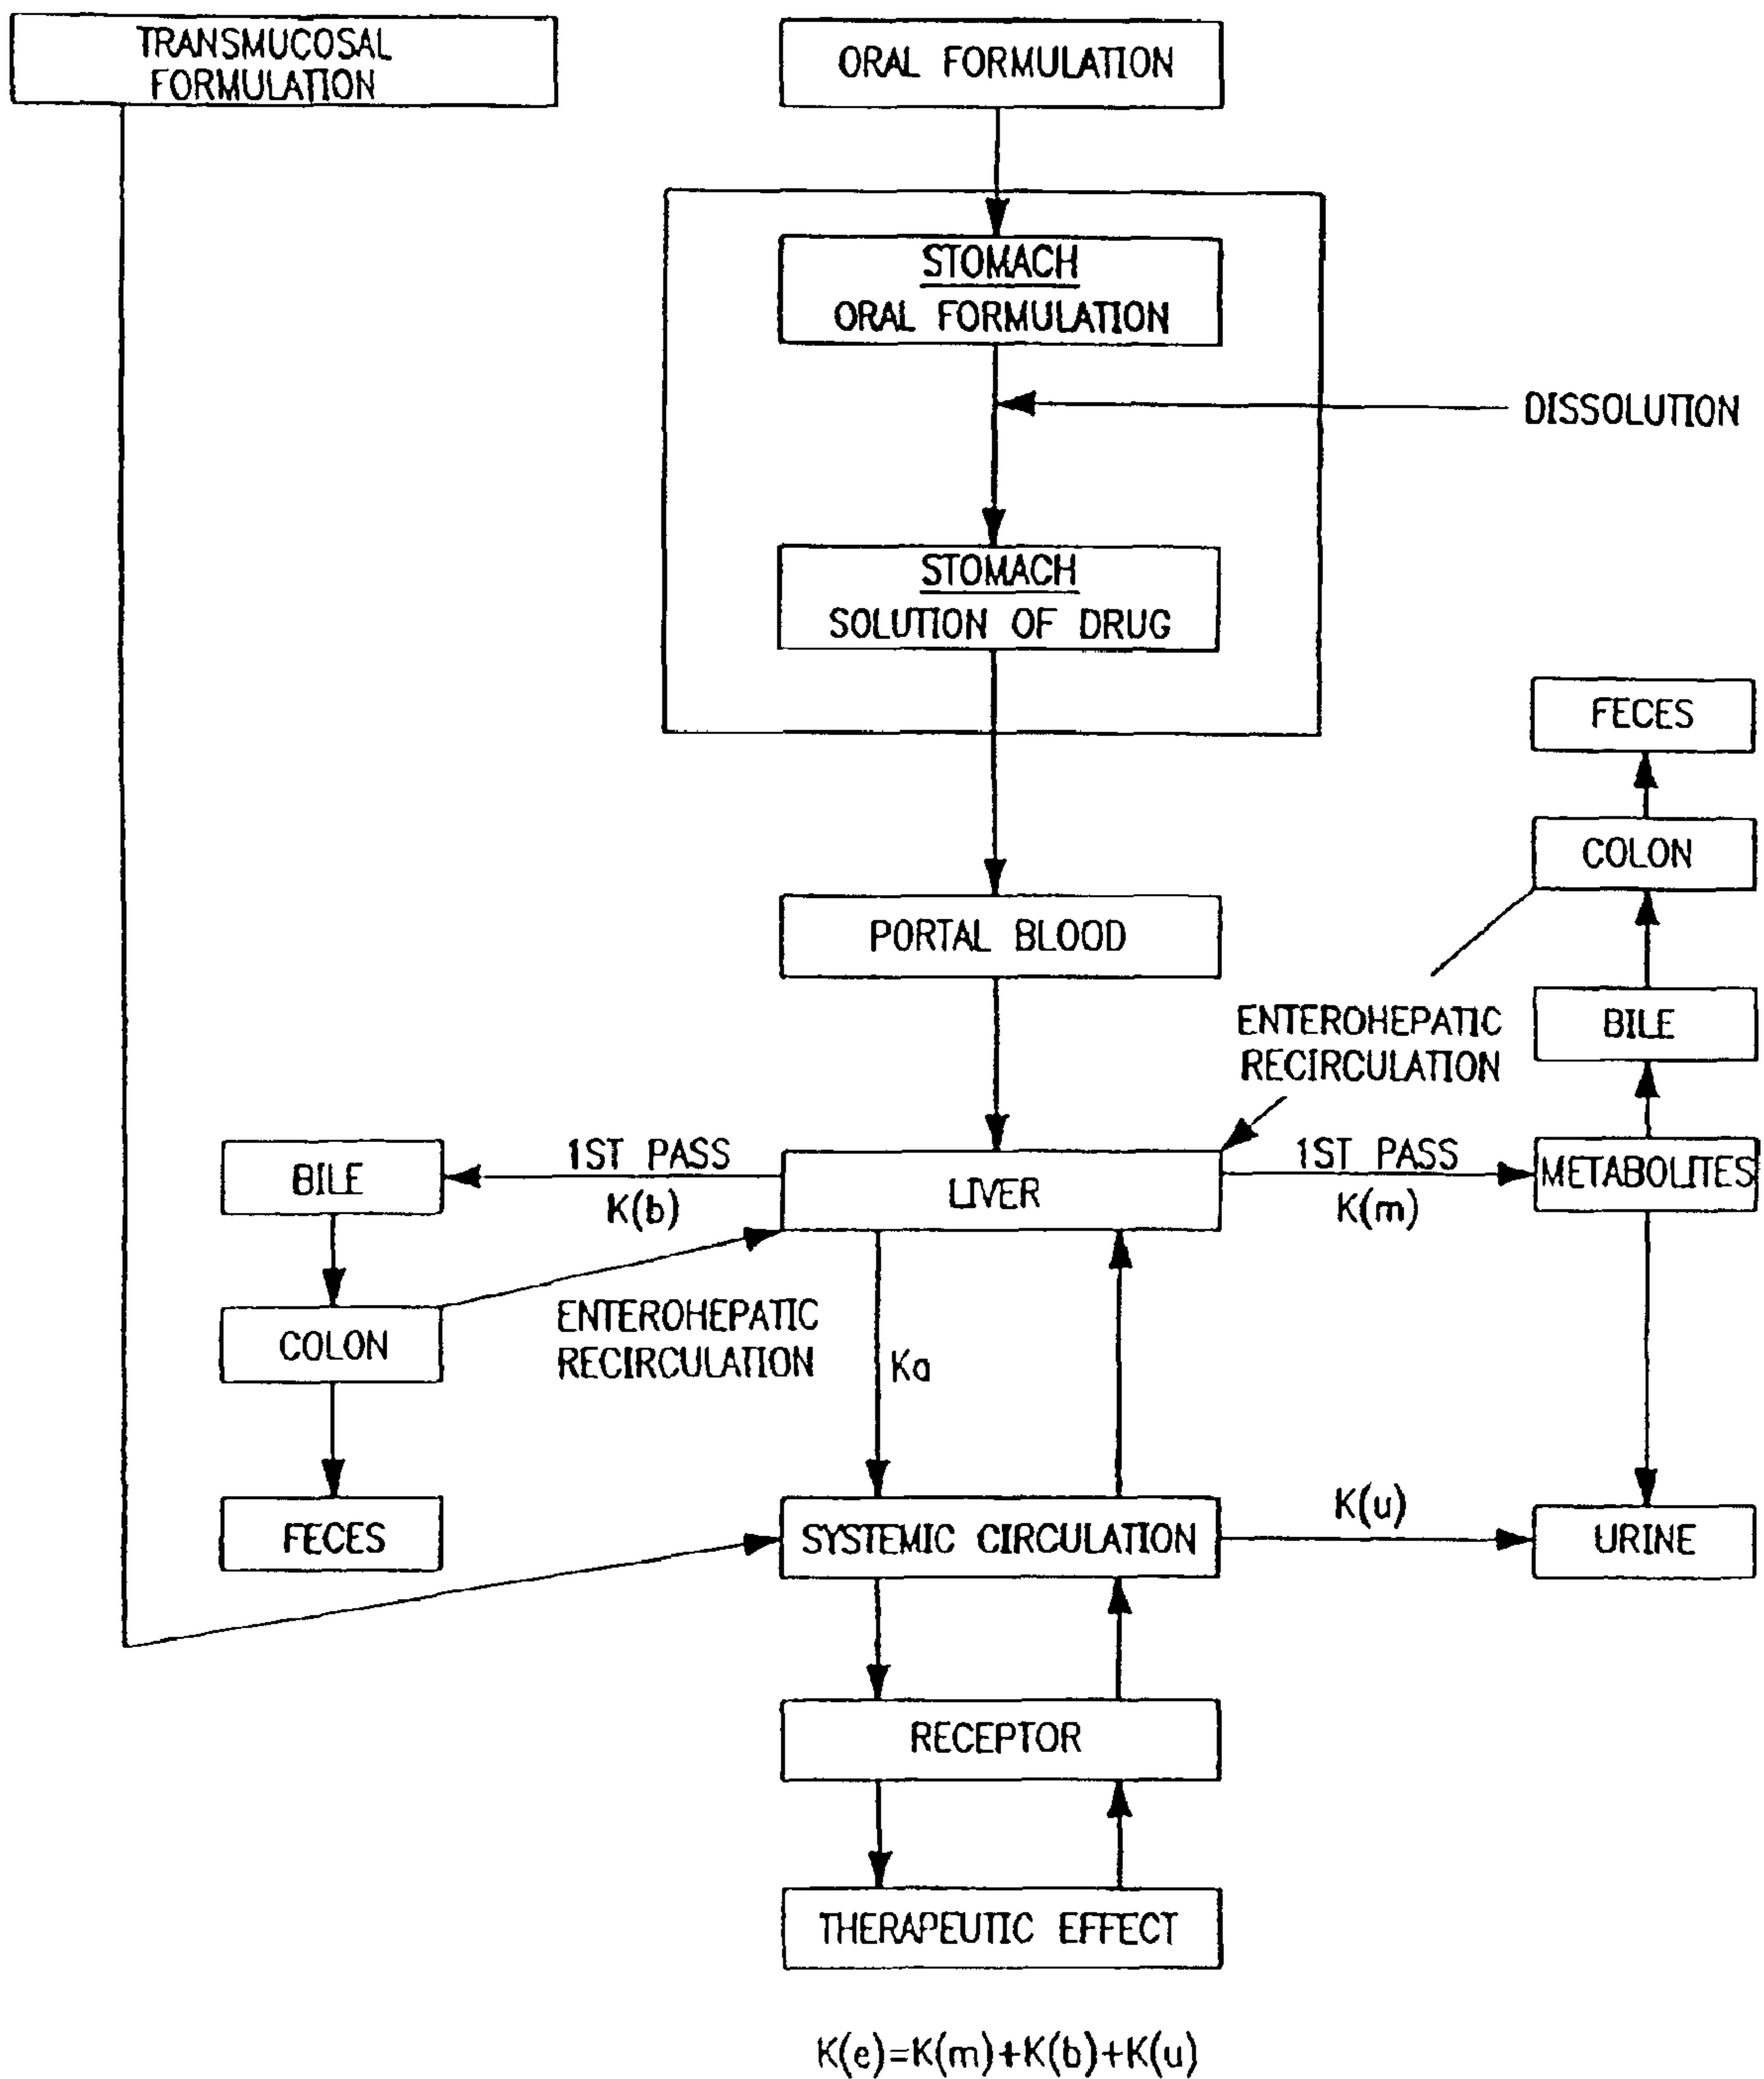 TRANSMUCOSAL
FORMULATION
ORAL FORMULATION
STOMACH
ORAL FORMULATION
DISSOLUTION
STOMACH
SOLUTION OF DRUG
FECES
COLON
PORTAL BLOOD
ENTEROHEPATIC
RECIRCULATION
BILE
BILE
1ST PASS
K(b)
LIVER
1ST PASS
K(m)
METABOLITES
COLON
ENTEROHEPATIC
RECIRCULATION
Ka
FECES
SYSTEMIC CIRCULATION
K(u)
URINE
RECEPTOR
THERAPEUTIC EFFECT
K(e)=K(m)+K(b)+K(u)